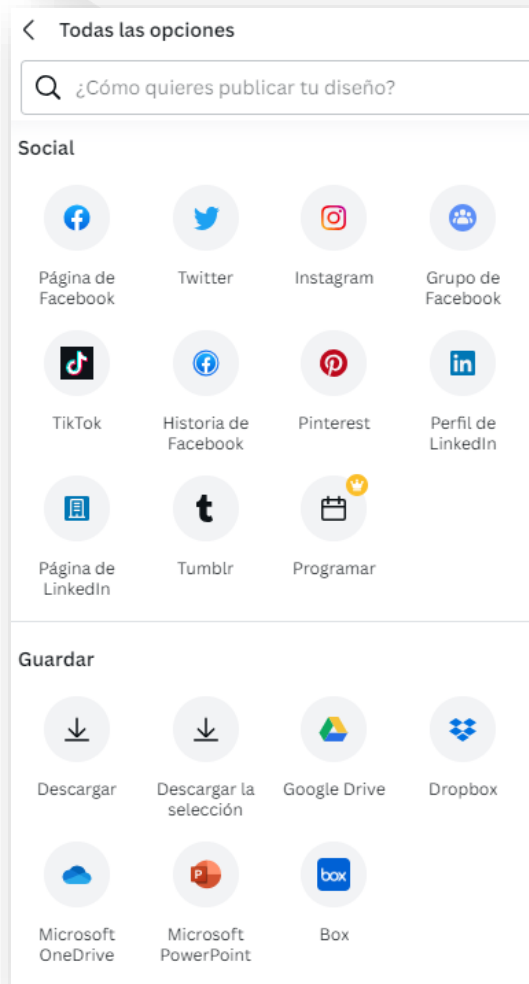 Todas las opciones
¿Cómo quieres publicar tu diseño?
Social
Página de Facebook
Twitter
Instagram
Grupo de Facebook
TikTok
Historia de Facebook
Pinterest
Perfil de LinkedIn
in
Página de LinkedIn
Tumblr
Programar
t
Guardar
Descargar
Descargar la selección
Google Drive
Dropbox
Microsoft OneDrive
Microsoft PowerPoint
Box
P
box